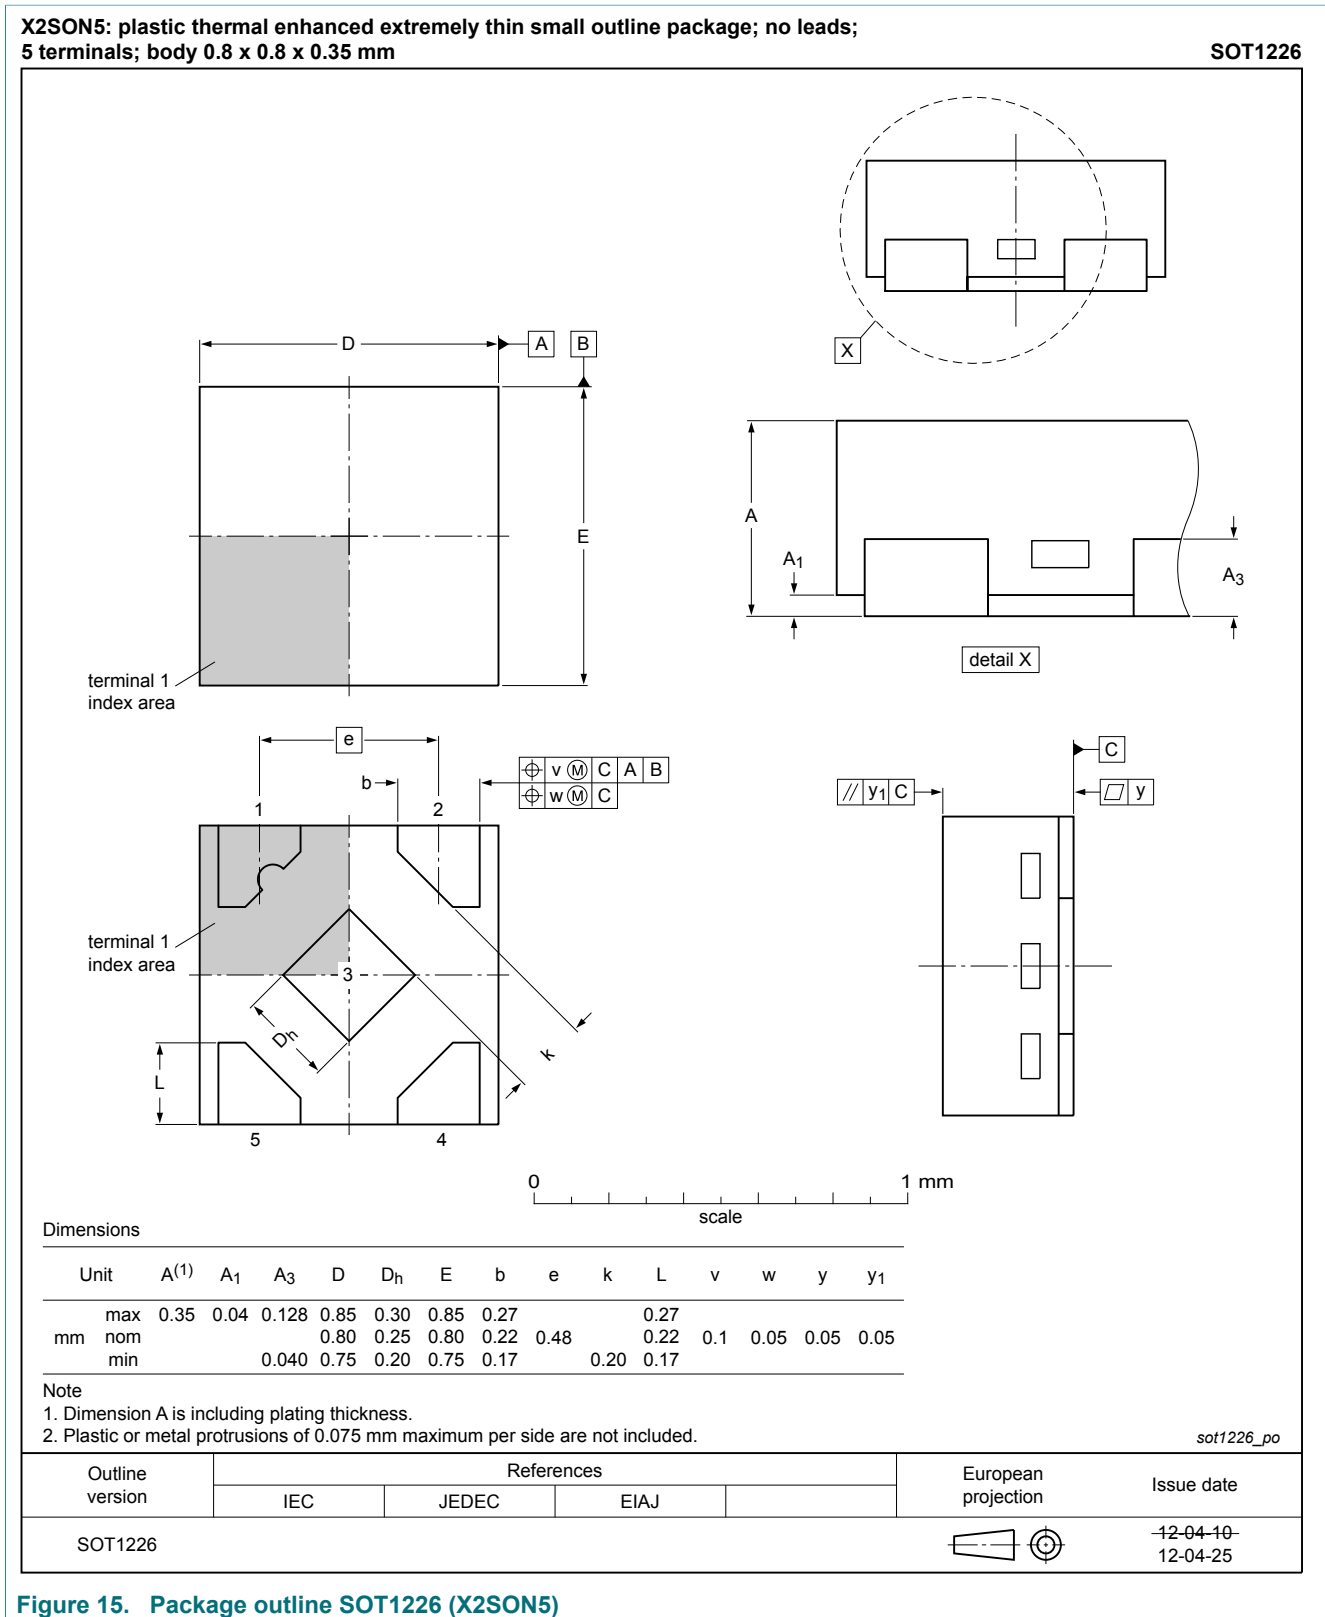 X2SON5: plastic thermal enhanced extremely thin small outline package; no leads;
5 terminals; body 0.8 x 0.8 x 0.35 mm SOT1226
X
D A B
E
terminal 1
index area
A
A1
A3
detail X
e
b
v M C A B
w M C
1 2
terminal 1
index area
3
Dh
k
L
5 4
C
// y1 C
y
0 1 mm
scale
Dimensions
Unit A(1) A1 A3 D Dh E b e k L v w y y1
max 0.35 0.04 0.128 0.85 0.30 0.85 0.27 0.27
mm nom 0.80 0.25 0.80 0.22 0.48 0.22 0.1 0.05 0.05 0.05
min 0.040 0.75 0.20 0.75 0.17 0.20 0.17
Note
1. Dimension A is including plating thickness.
2. Plastic or metal protrusions of 0.075 mm maximum per side are not included.
sot1226_po
Outline version References European projection Issue date
IEC JEDEC EIAJ
SOT1226 12-04-10
12-04-25
Figure 15. Package outline SOT1226 (X2SON5)